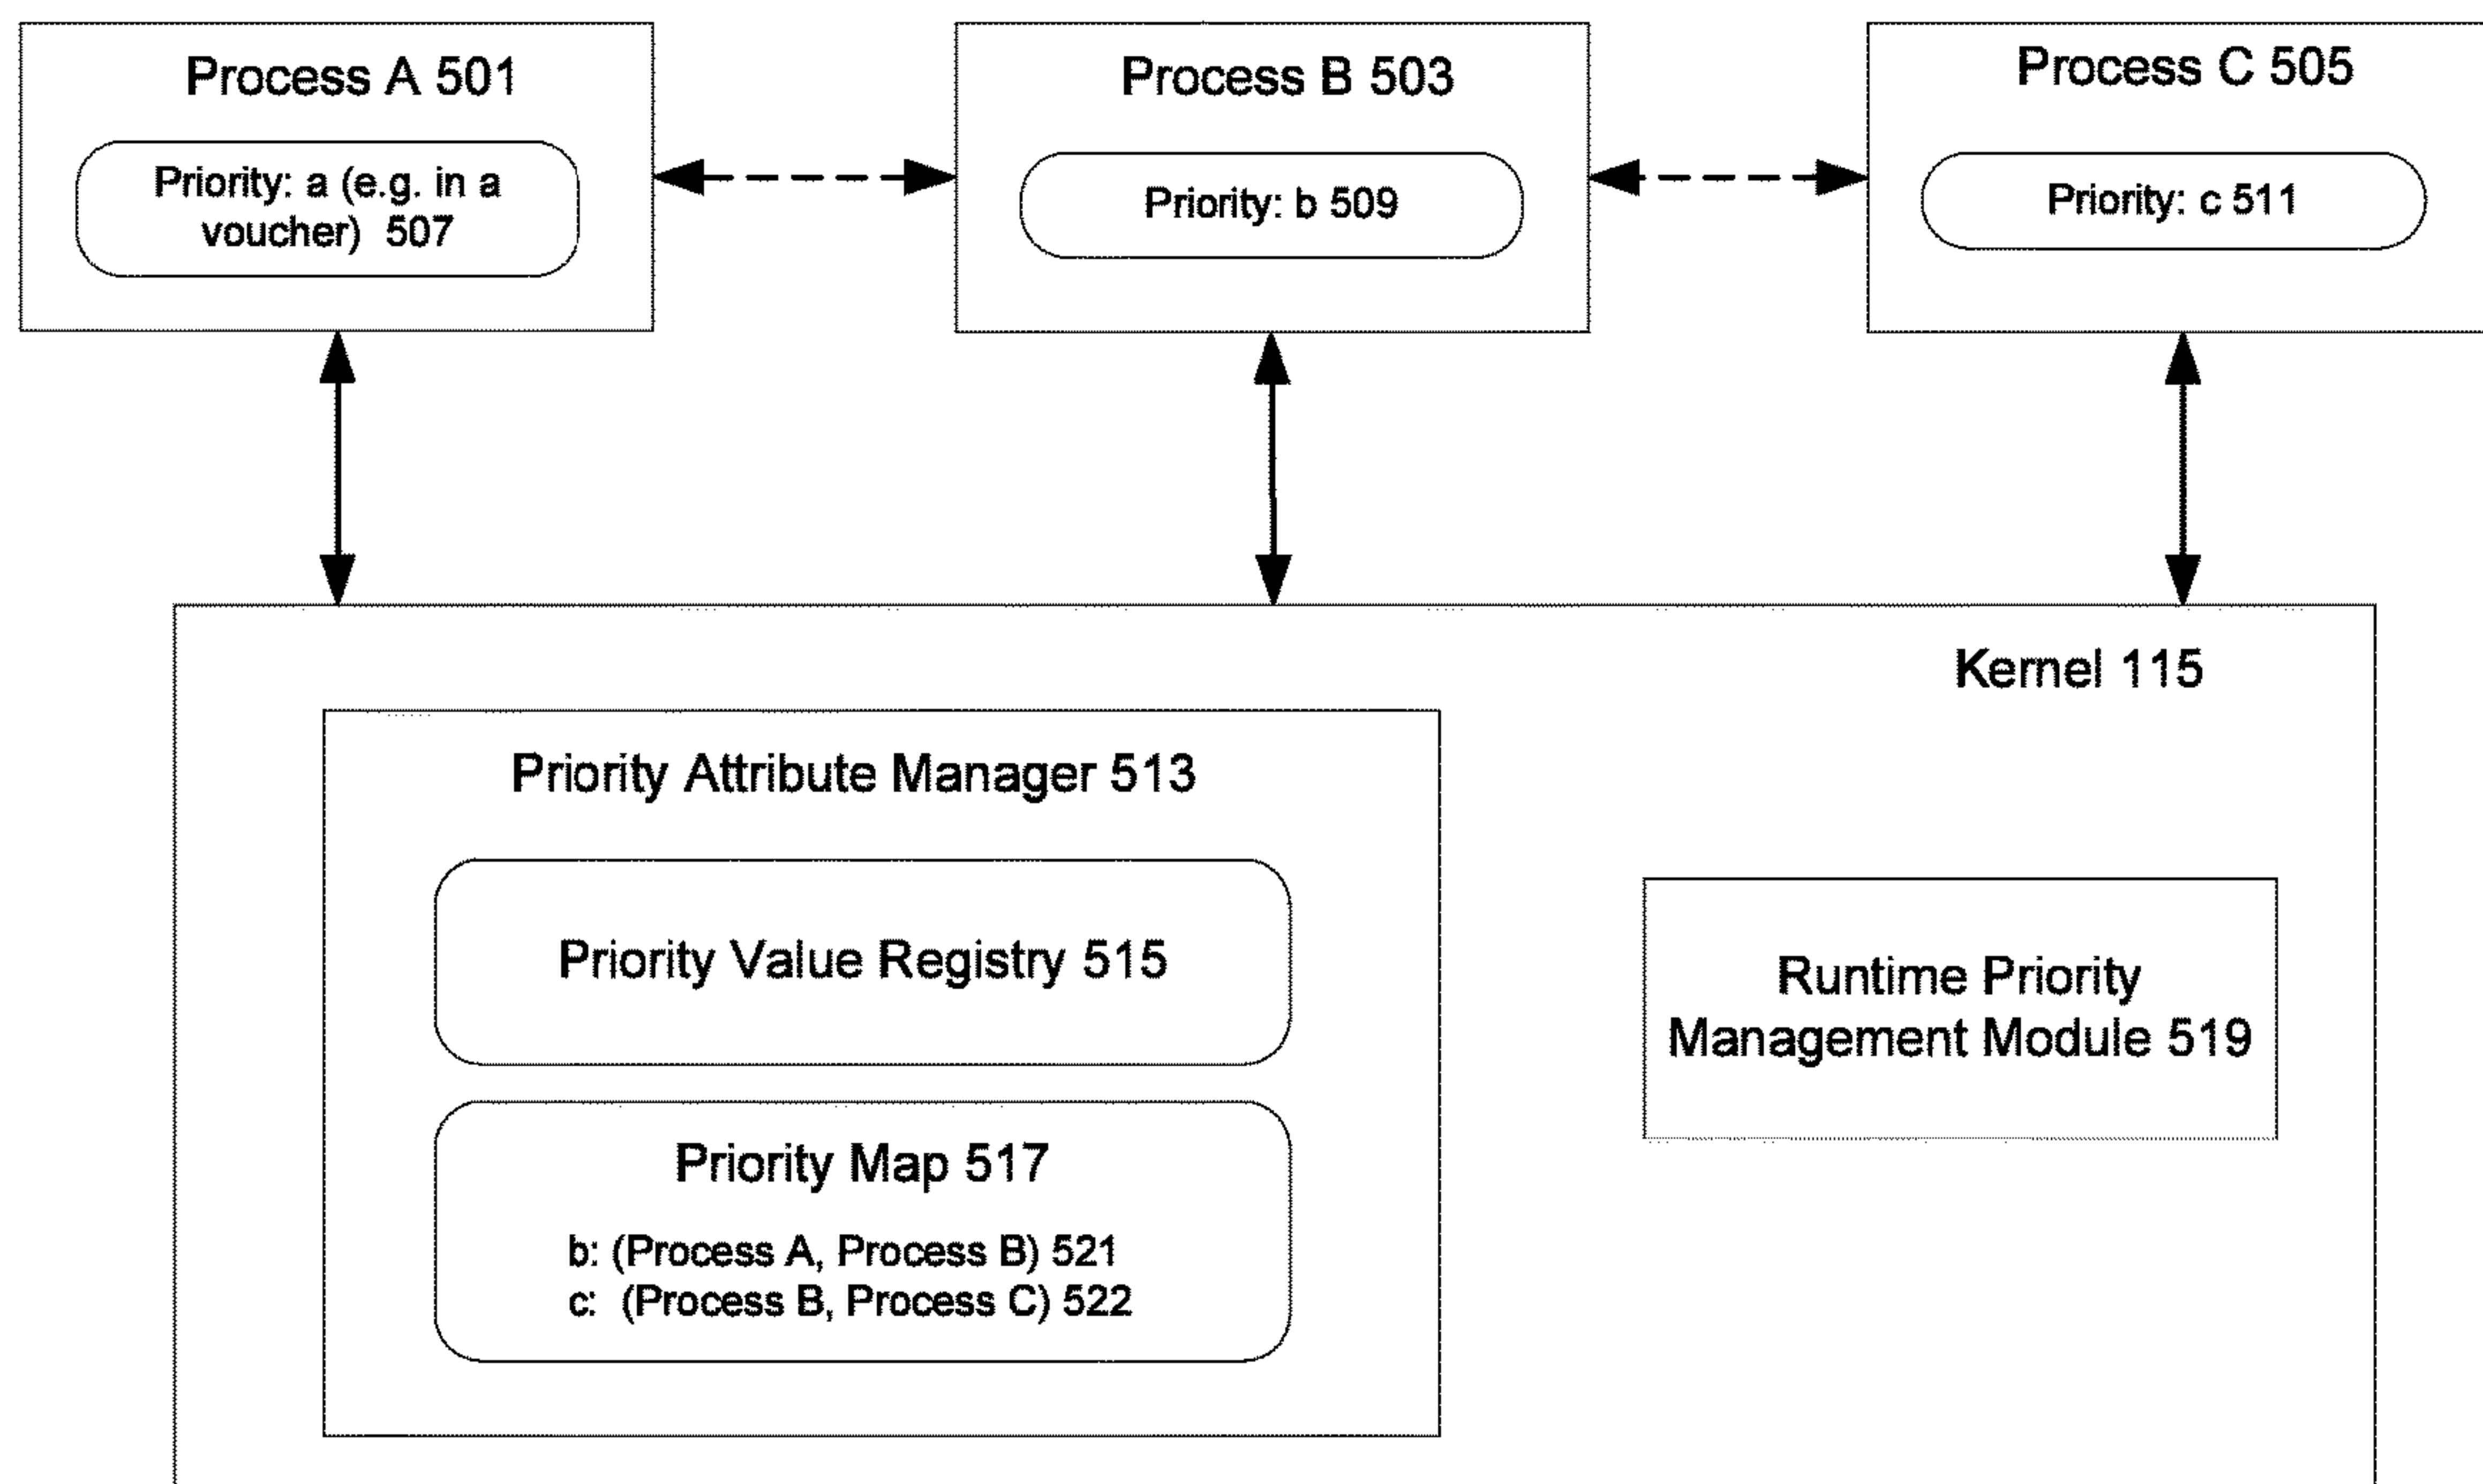 Process A 501
Priority: a (e.g. in a
voucher) 507
Process B 503
Priority: b 509
Process C 505
Priority: c 511
Kernel 115
Priority Attribute Manager 513
Priority Value Registry 515
Priority Map 517
b: (Process A, Process B) 521
c: (Process B, Process C) 522
Runtime Priority
Management Module 519